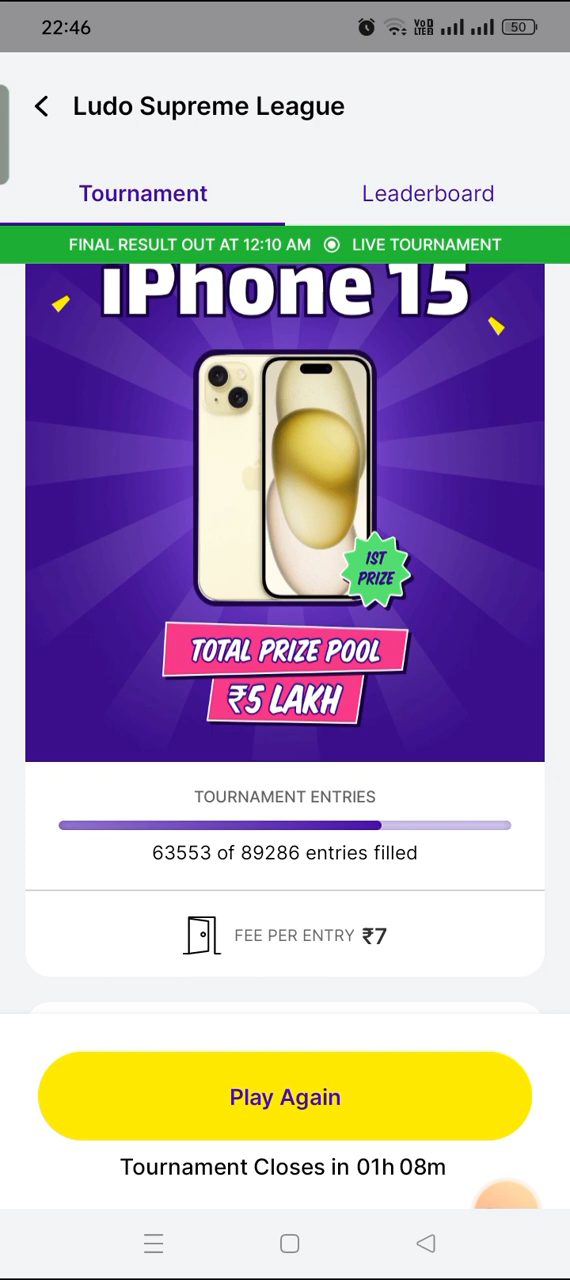 22:46
VoD
LTE2
50
Ludo Supreme League
Tournament
Leaderboard
FINAL RESULT OUT AT 12:10 AM LIVE TOURNAMENT
iPhone 15
1ST
PRIZE
TOTAL PRIZE POOL
₹5 LAKH
TOURNAMENT ENTRIES
63553 of 89286 entries filled
FEE PER ENTRY ₹7
Play Again
Tournament Closes in 01h 08m